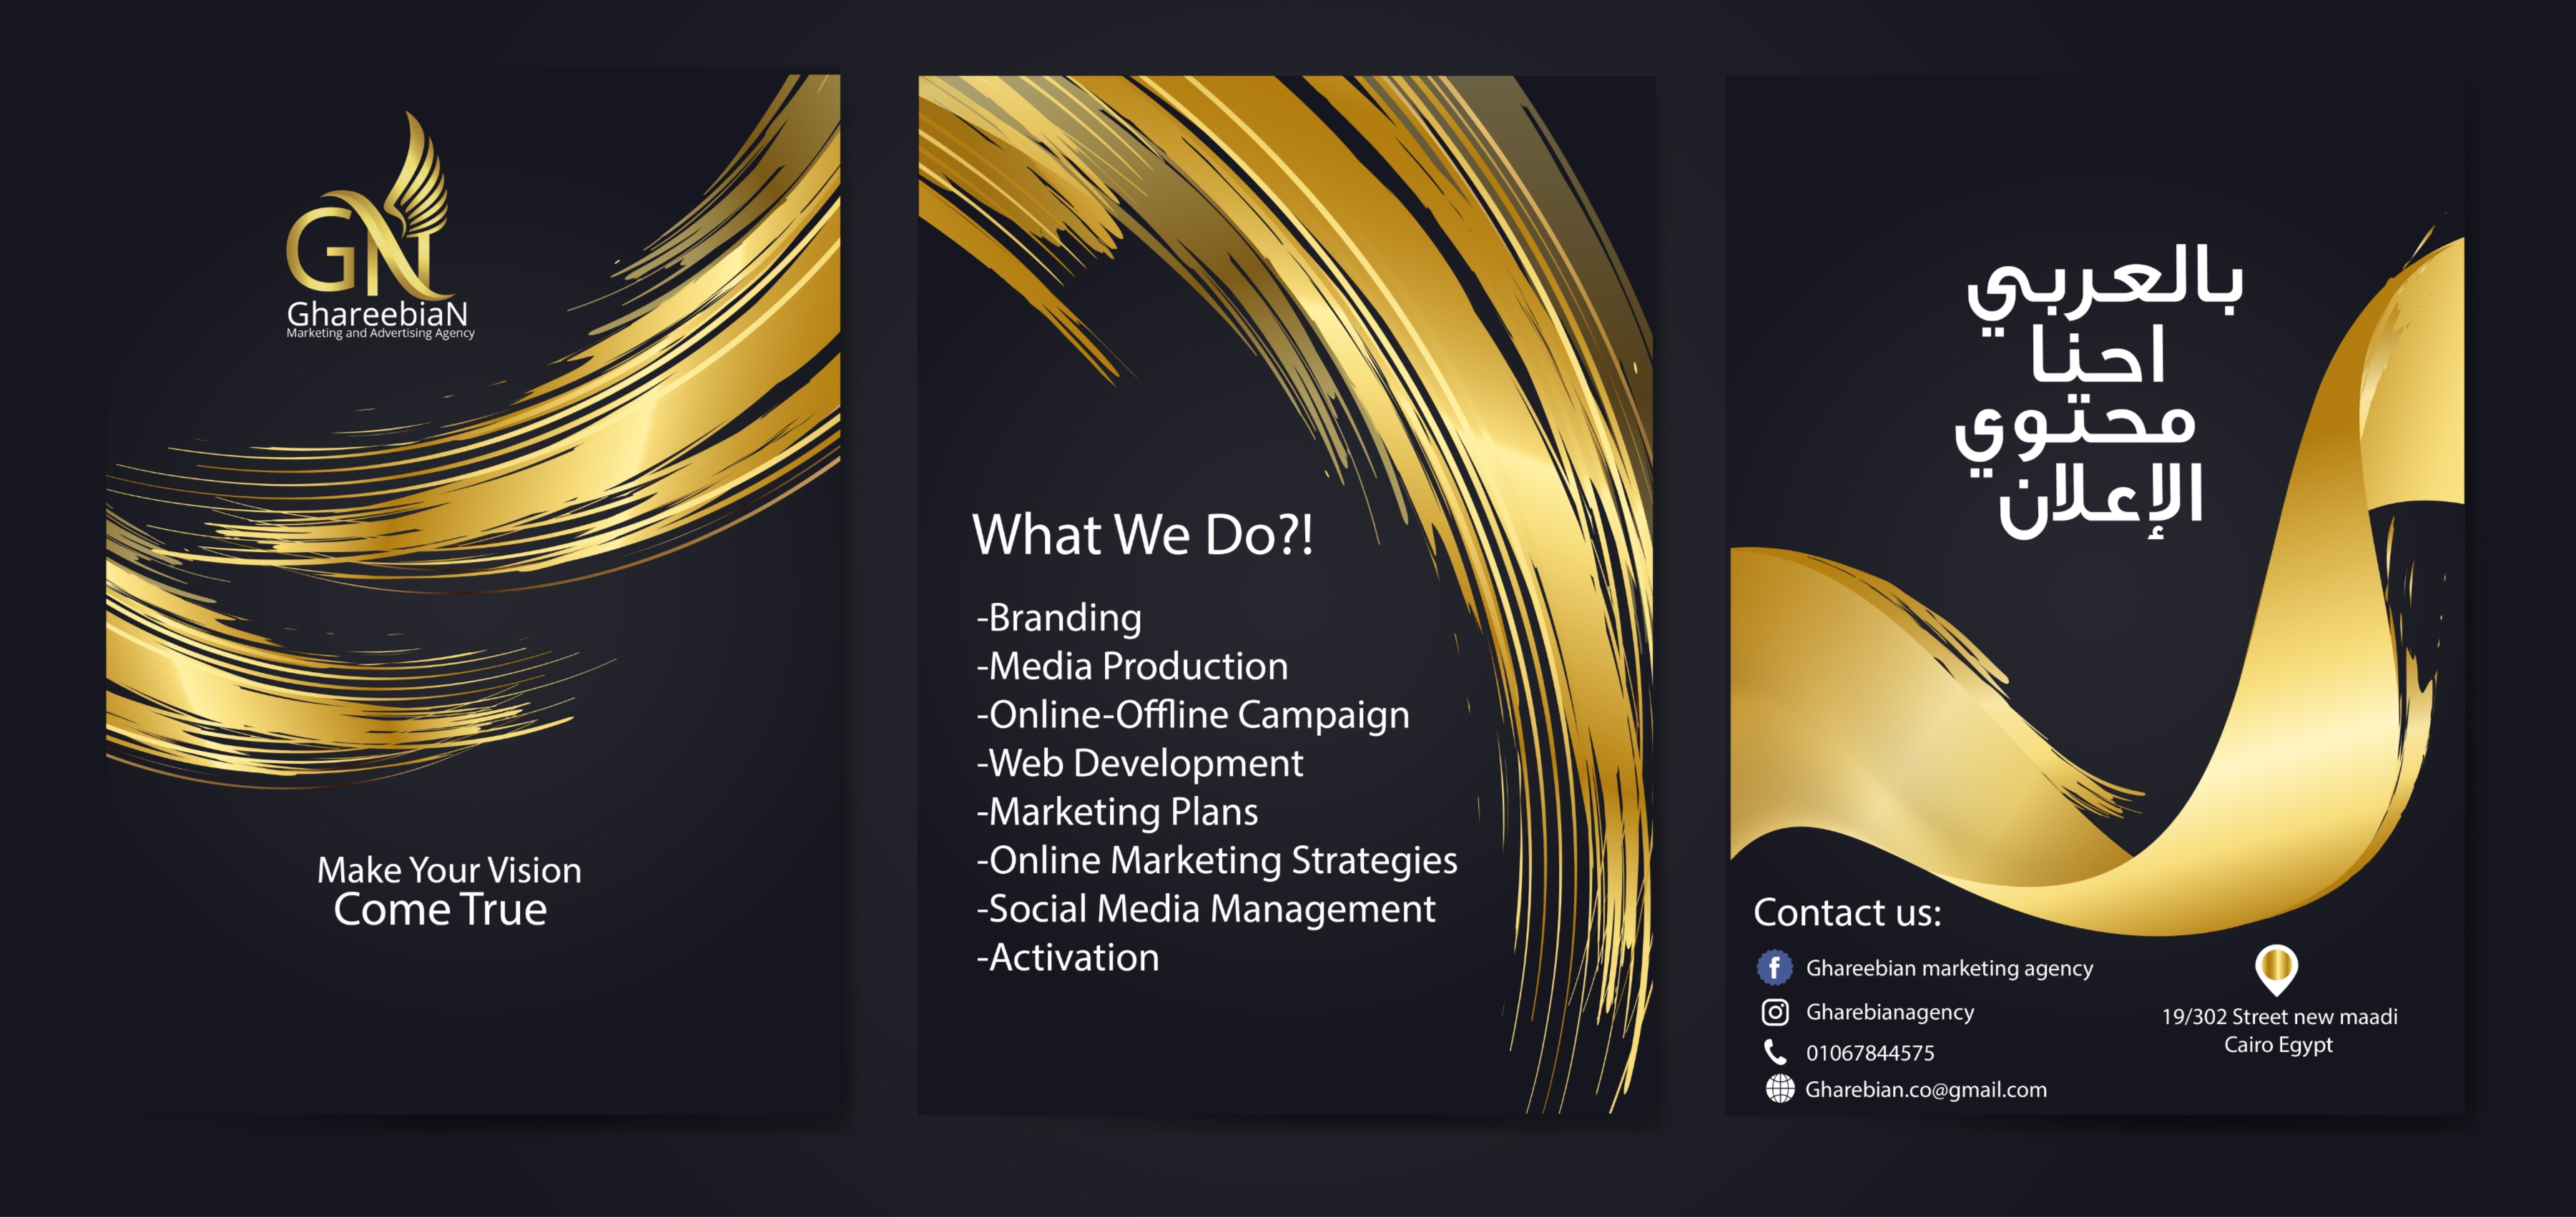 GN
GhareebiaN
Marketing and Advertising Agency
Make Your Vision
Come True
What We Do?!
-Branding
-Media Production
-Online-Offline Campaign
-Web Development
-Marketing Plans
-Online Marketing Strategies
-Social Media Management
-Activation
بالعربي
احنا
محتوي
الإعلان
Contact us:
Ghareebian marketing agency
Gharebianagency
01067844575
Gharebian.co@gmail.com
19/302 Street new maadi
Cairo Egypt